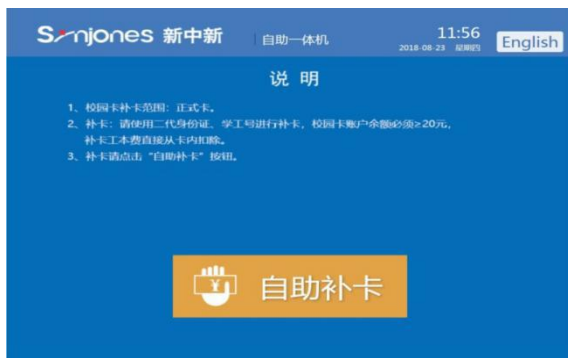 Synjones 新中新 自助一体机 11:56
2018-08-23 星期四 English
说 明
1、校园卡补卡范围：正式卡。
2、补卡：请使用二代身份证、学工号进行补卡，校园卡账户余额必须≥20元，
补卡工本费直接从卡内扣除。
3、补卡请点击“自助补卡”按钮。
¥ 自助补卡